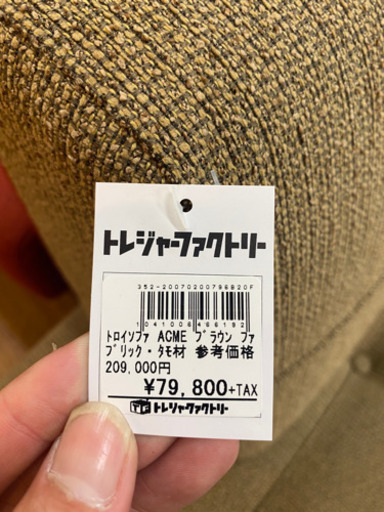 トレジャーファクトリー
352-20070200796820F
1041006466192
トロイソファ ACME ブラウン ファ
ブリック・タモ材 参考価格
209,000円
¥79,800+TAX
トレジャーファクトリー